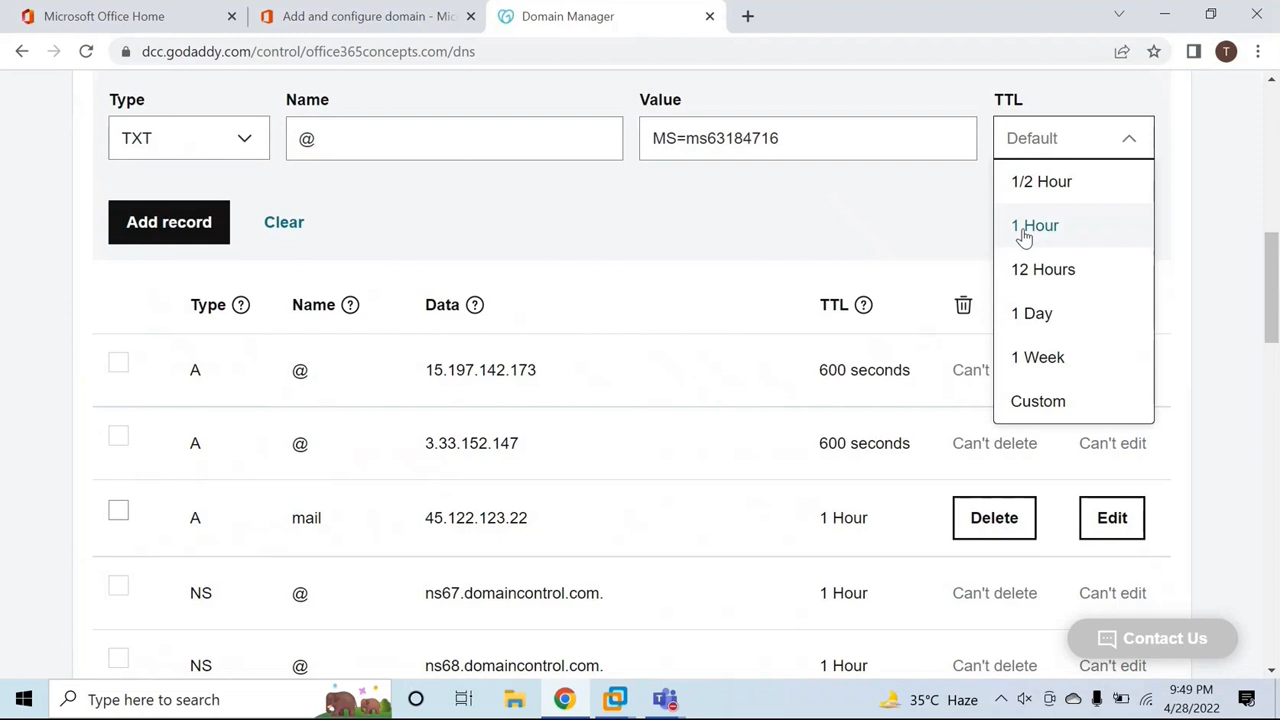 Microsoft Office Home
Add and configure domain - Mic
Domain Manager
dcc.godaddy.com/control/office365concepts.com/dns
T
Type
Name
Value
TTL
TXT
@
MS=ms63184716
Default
1/2 Hour
Add record
Clear
1 Hour
12 Hours
1 Day
1 Week
Custom
Type ?
Name ?
Data ?
TTL ?
A
@
15.197.142.173
600 seconds
Can't
A
@
3.33.152.147
600 seconds
Can't delete
Can't edit
A
mail
45.122.123.22
1 Hour
Delete
Edit
NS
@
ns67.domaincontrol.com.
1 Hour
Can't delete
Can't edit
NS
@
ns68.domaincontrol.com.
1 Hour
Can't delete
Can't edit
Contact Us
Type here to search
35°C Haze
9:49 PM
4/28/2022